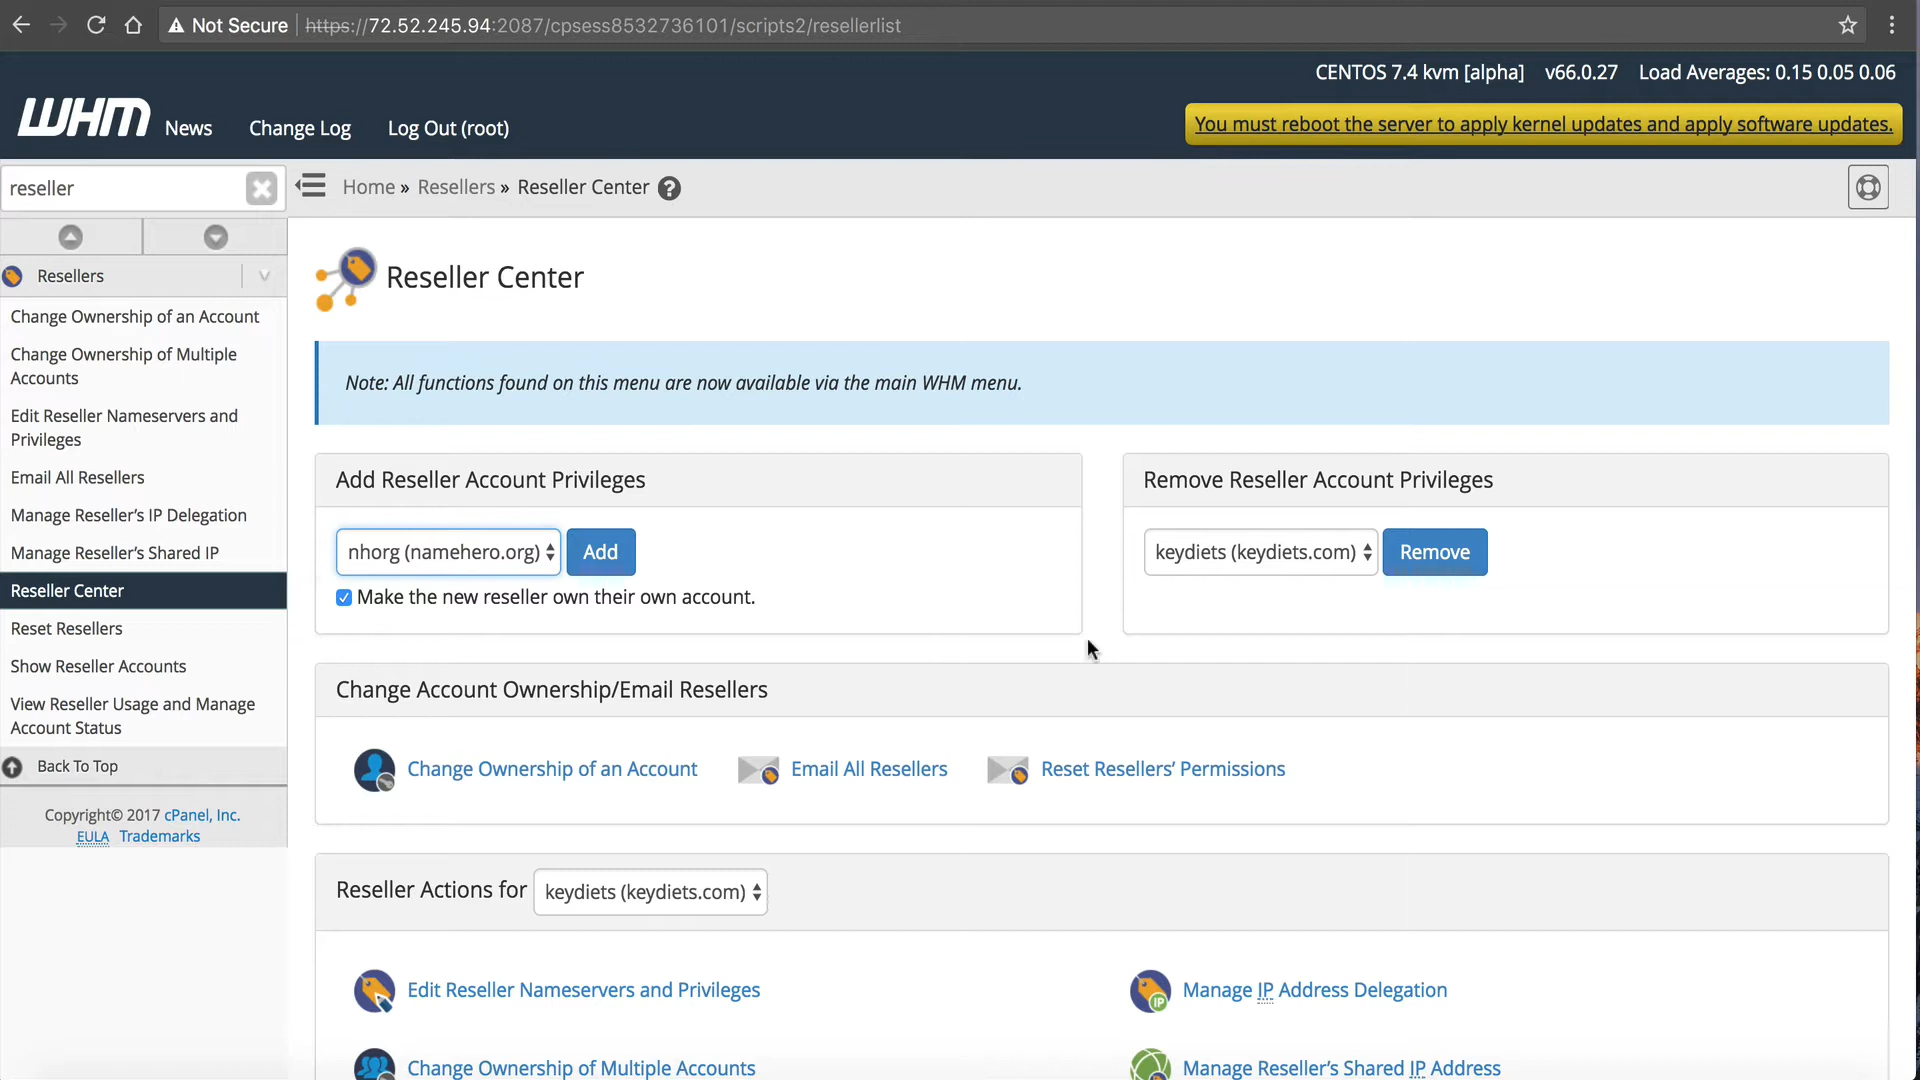 Not Secure https://72.52.245.94:2087/cpsess8532736101/scripts2/resellerlist
CENTOS 7.4 kvm [alpha] v66.0.27 Load Averages: 0.15 0.05 0.06
WHM News Change Log Log Out (root)
You must reboot the server to apply kernel updates and apply software updates.
reseller
Home » Resellers » Reseller Center ?
Resellers
Change Ownership of an Account
Change Ownership of Multiple
Accounts
Edit Reseller Nameservers and
Privileges
Email All Resellers
Manage Reseller’s IP Delegation
Manage Reseller’s Shared IP
Reseller Center
Reset Resellers
Show Reseller Accounts
View Reseller Usage and Manage
Account Status
Back To Top
Copyright© 2017 cPanel, Inc.
EULA Trademarks
Reseller Center
Note: All functions found on this menu are now available via the main WHM menu.
Add Reseller Account Privileges
nhorg (namehero.org) Add
Make the new reseller own their own account.
Remove Reseller Account Privileges
keydiets (keydiets.com) Remove
Change Account Ownership/Email Resellers
Change Ownership of an Account Email All Resellers Reset Resellers’ Permissions
Reseller Actions for keydiets (keydiets.com)
Edit Reseller Nameservers and Privileges IP Manage IP Address Delegation
Change Ownership of Multiple Accounts Manage Reseller’s Shared IP Address